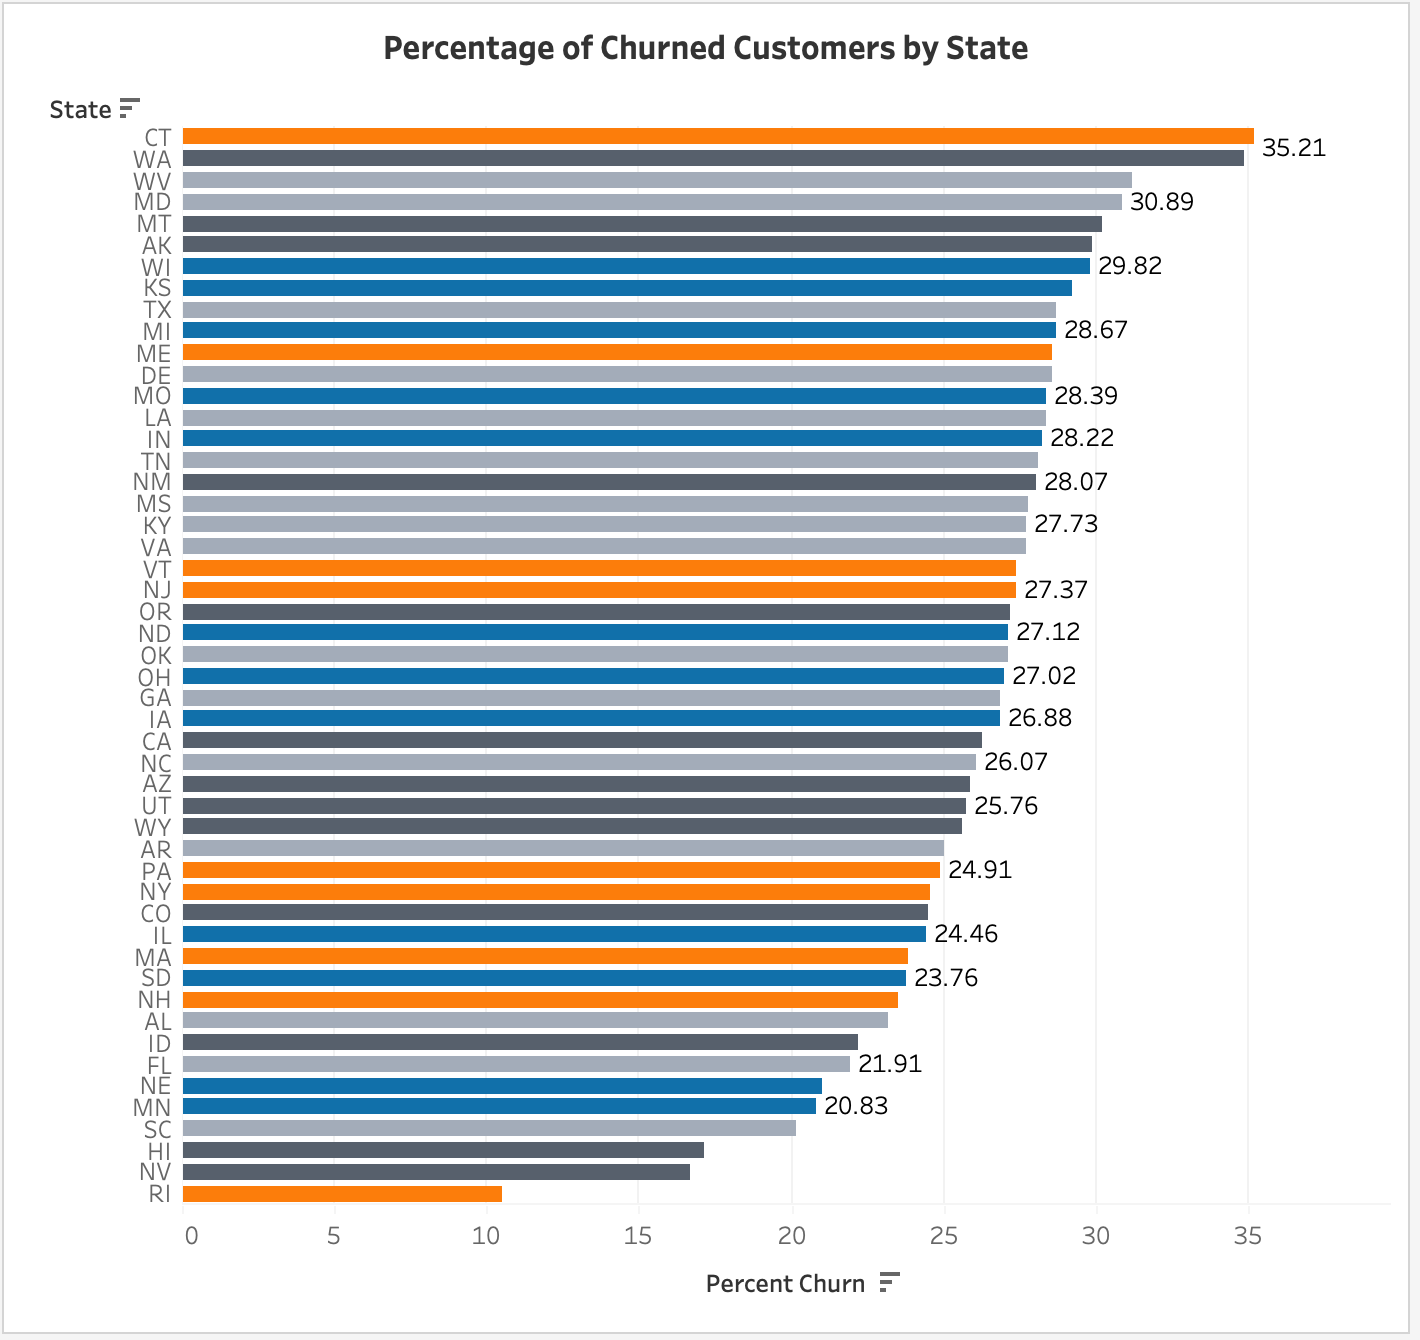 Percentage of Churned Customers by State
State
CT
35.21
WA
WV
MD 30.89
MT
AK
WI 29.82
KS
TX
MI 28.67
ME
DE
MO 28.39
LA
IN 28.22
TN
NM 28.07
MS
KY 27.73
VA
VT
NJ 27.37
OR
ND 27.12
OK
OH 27.02
GA
IA 26.88
CA
NC 26.07
AZ
UT 25.76
WY
AR
PA 24.91
NY
CO
IL 24.46
MA
SD 23.76
NH
AL
ID
FL 21.91
NE
MN 20.83
SC
HI
NV
RI
0 5 10 15 20 25 30 35
Percent Churn